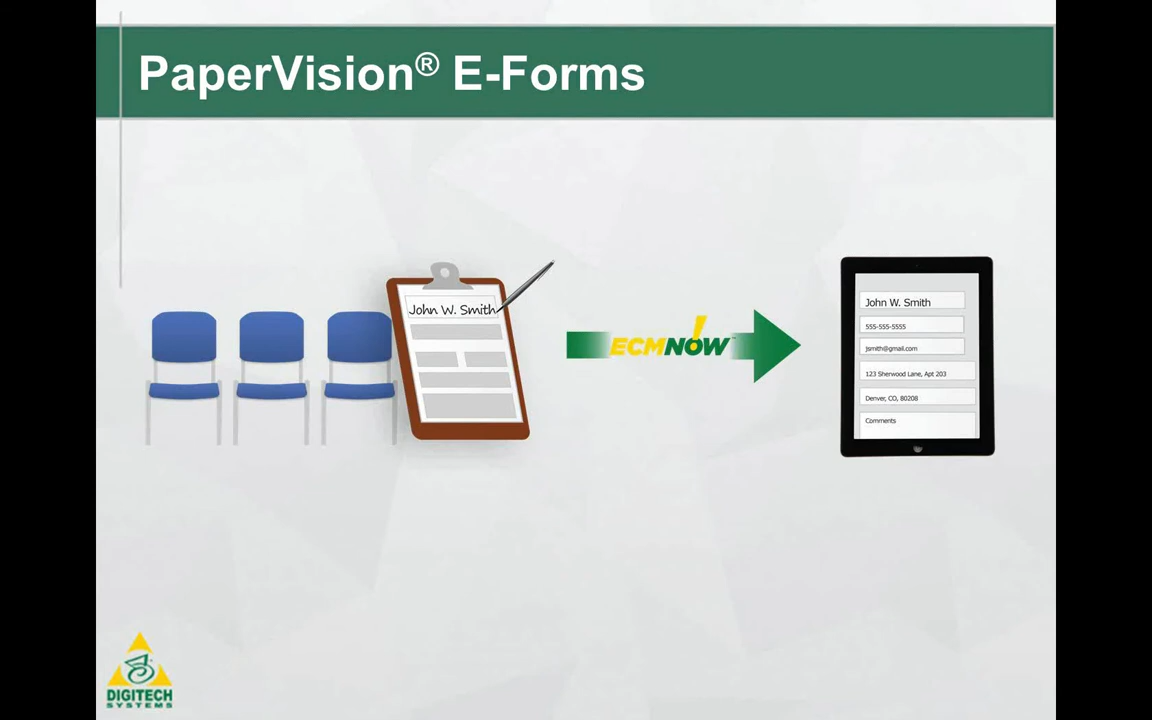 PaperVision® E-Forms
John W. Smith
ECMNOW!™
John W. Smith
555-555-5555
jsmith@gmail.com
123 Sherwood Lane, Apt 203
Denver, CO, 80208
Comments
DIGITECH
SYSTEMS